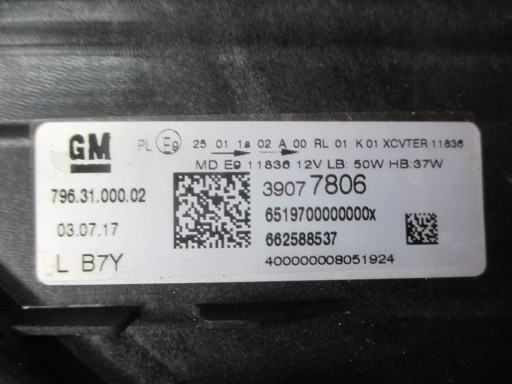 GM
PL E9 25 01 1a 02 A 00 RL 01 K 01 XCVTER 11836
MD E9 11836 12V LB: 50W HB:37W
796.31.000.02
39077806
03.07.17
6519700000000x
662588537
L B7Y
400000008051924